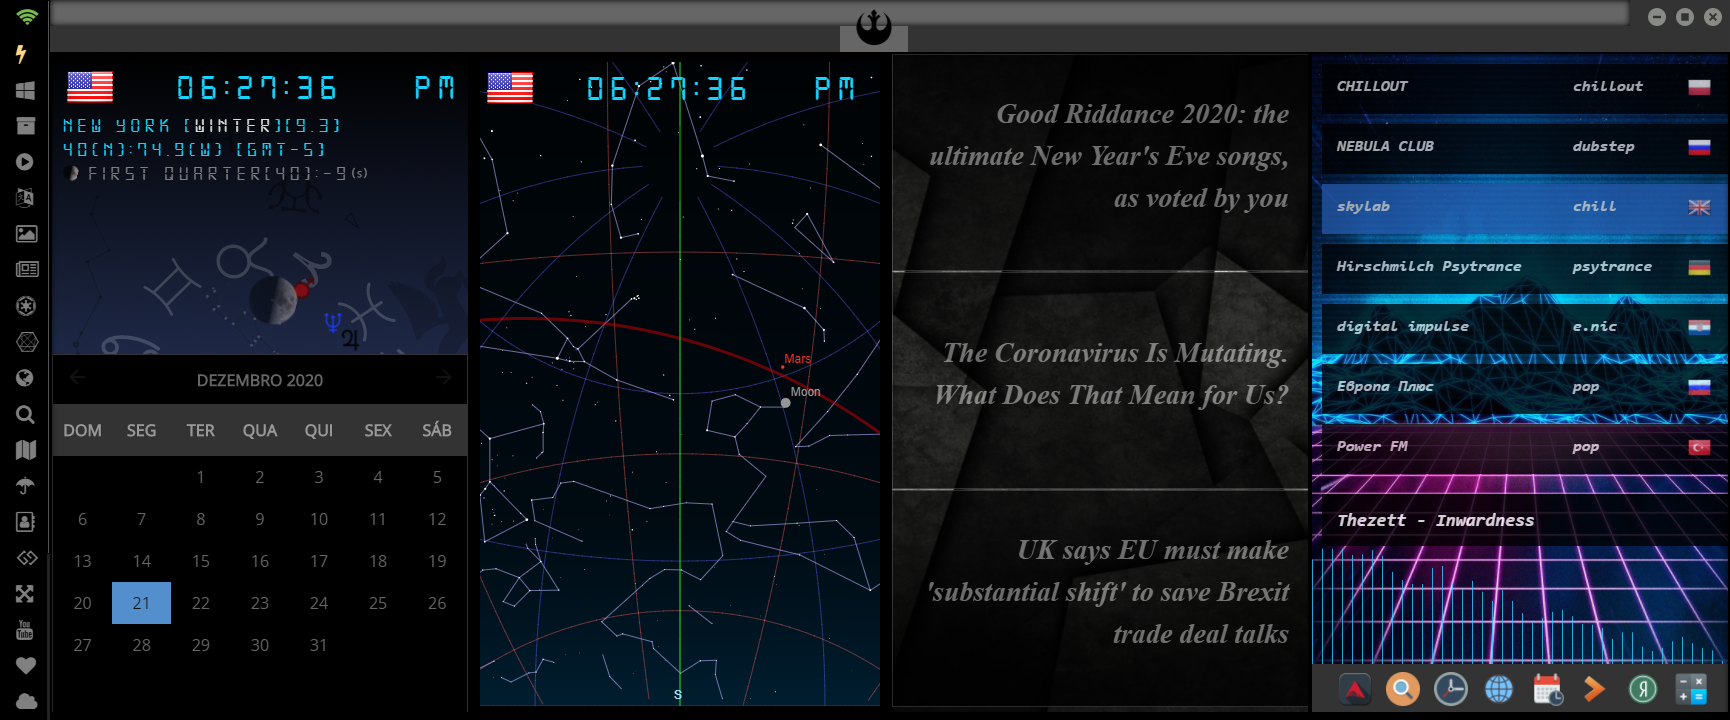 06:27:36 PM
NEW YORK [WINTER][9.3]
40(N):74.9(W) [GMT-5]
FIRST QUARTER(40):-9(s)
DEZEMBRO 2020
DOM SEG TER QUA QUI SEX SÁB
1 2 3 4 5
6 7 8 9 10 11 12
13 14 15 16 17 18 19
20 21 22 23 24 25 26
27 28 29 30 31
06:27:36 PM
Mars
Moon
S
Good Riddance 2020: the
ultimate New Year's Eve songs,
as voted by you
The Coronavirus Is Mutating.
What Does That Mean for Us?
UK says EU must make
'substantial shift' to save Brexit
trade deal talks
CHILLOUT chillout
NEBULA CLUB dubstep
skylab chill
Hirschmilch Psytrance psytrance
digital impulse e.nic
Европа Плюс pop
Power FM pop
Thezett - Inwardness
You
Tube
Я